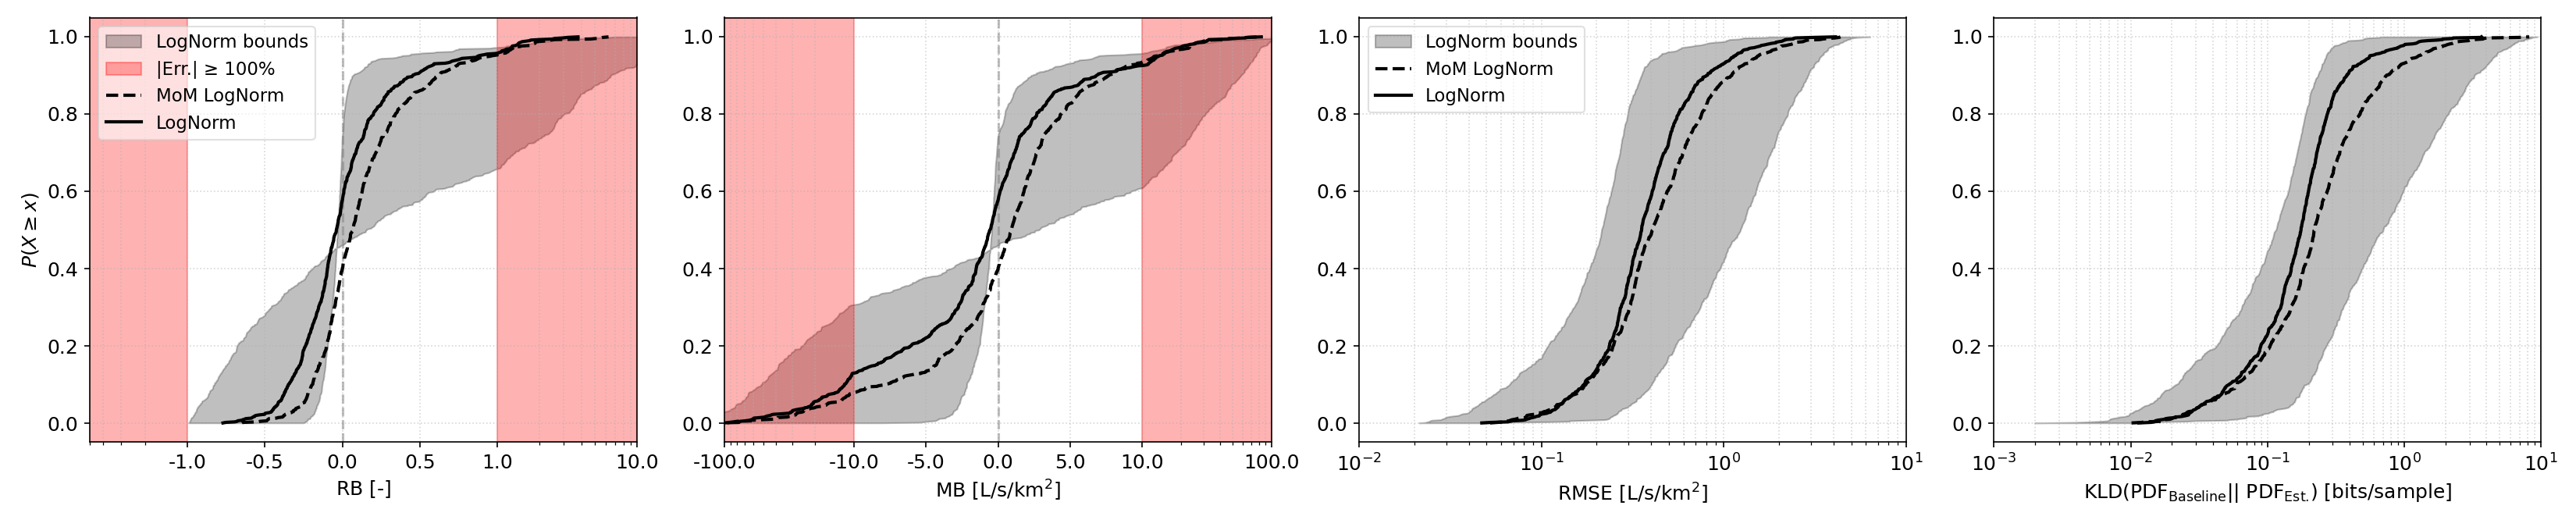 LogNorm bounds
|Err.| ≥ 100%
MoM LogNorm
LogNorm
P(X ≥ x)
1.0
0.8
0.6
0.4
0.2
0.0
-1.0 -0.5 0.0 0.5 1.0 10.0
RB [-]
1.0
0.8
0.6
0.4
0.2
0.0
-100.0 -10.0 -5.0 0.0 5.0 10.0 100.0
MB [L/s/km²]
LogNorm bounds
MoM LogNorm
LogNorm
1.0
0.8
0.6
0.4
0.2
0.0
10⁻² 10⁻¹ 10⁰ 10¹
RMSE [L/s/km²]
1.0
0.8
0.6
0.4
0.2
0.0
10⁻³ 10⁻² 10⁻¹ 10⁰ 10¹
KLD(PDF_Baseline|| PDF_Est.) [bits/sample]